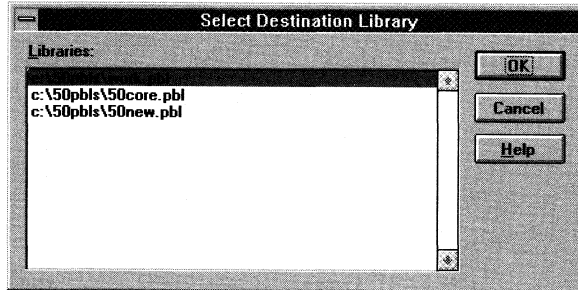 Select Destination Library
Libraries:
c:\50pbls\50core.pbl
c:\50pbls\50new.pbl
OK
Cancel
Help